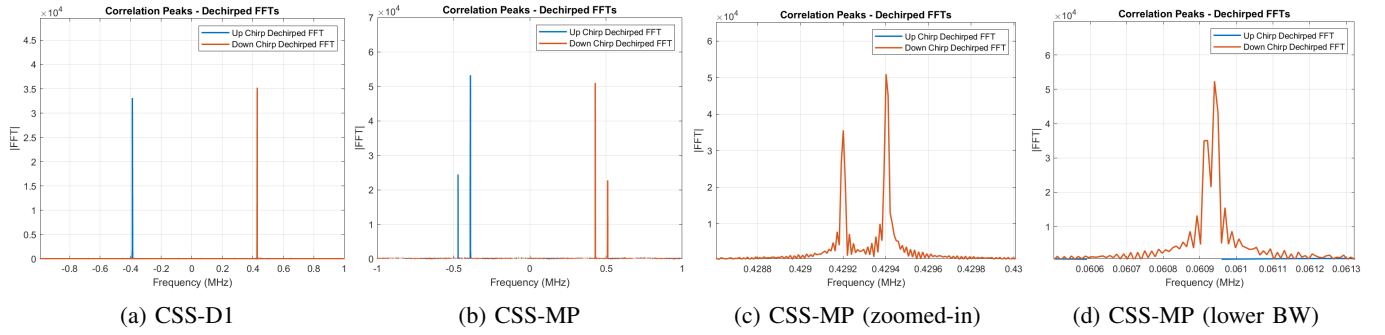 Correlation Peaks - Dechirped FFTs
×10⁴
Up Chirp Dechirped FFT
Down Chirp Dechirped FFT
4.5
4
3.5
3
2.5
2
1.5
1
0.5
0
|FFT|
-0.8 -0.6 -0.4 -0.2 0 0.2 0.4 0.6 0.8 1
Frequency (MHz)
(a) CSS-D1
Correlation Peaks - Dechirped FFTs
7 ×10⁴
Up Chirp Dechirped FFT
Down Chirp Dechirped FFT
6
5
4
3
2
1
0
|FFT|
-1 -0.5 0 0.5 1
Frequency (MHz)
(b) CSS-MP
Correlation Peaks - Dechirped FFTs
×10⁴
Up Chirp Dechirped FFT
Down Chirp Dechirped FFT
6
5
4
3
2
1
|FFT|
0.4288 0.429 0.4292 0.4294 0.4296 0.4298 0.43
Frequency (MHz)
(c) CSS-MP (zoomed-in)
Correlation Peaks - Dechirped FFTs
×10⁴
Up Chirp Dechirped FFT
Down Chirp Dechirped FFT
6
5
4
3
2
1
|FFT|
0.0606 0.0607 0.0608 0.0609 0.061 0.0611 0.0612 0.0613
Frequency (MHz)
(d) CSS-MP (lower BW)